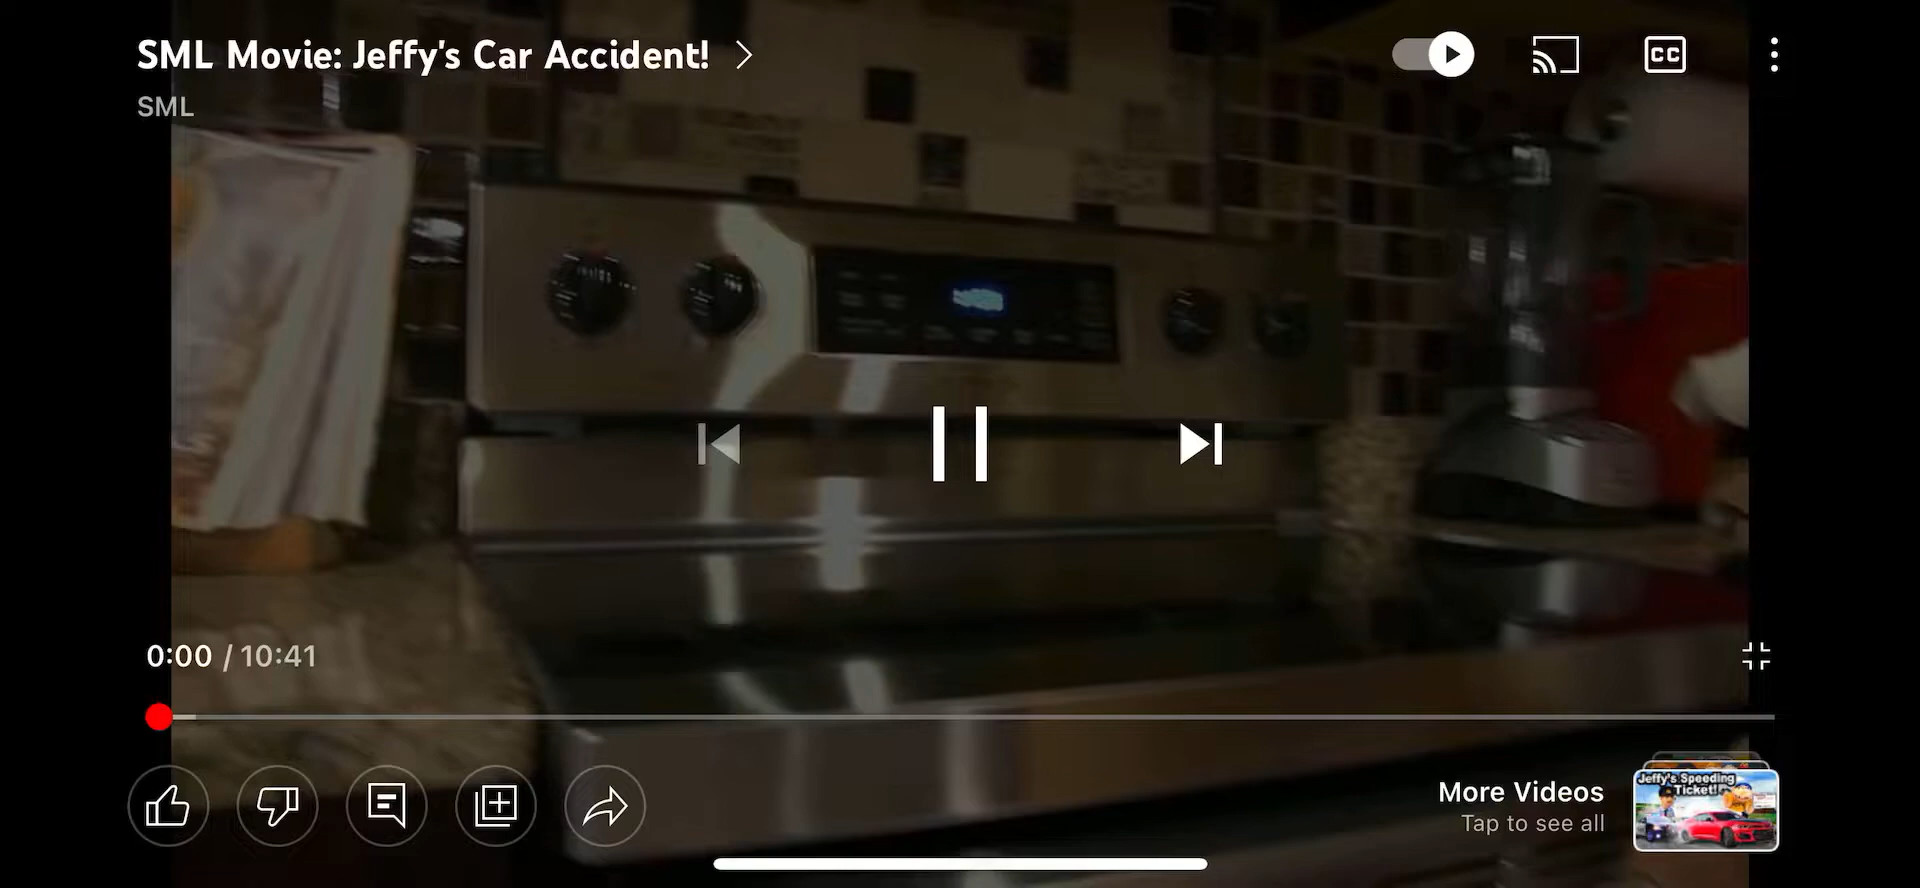 SML Movie: Jeffy's Car Accident!
SML
CC
0:00 / 10:41
More Videos
Tap to see all
Jeffy's Speeding
Ticket!